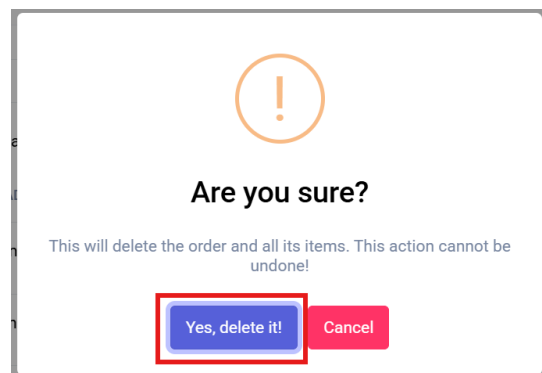 !
Are you sure?
This will delete the order and all its items. This action cannot be
undone!
Yes, delete it!
Cancel